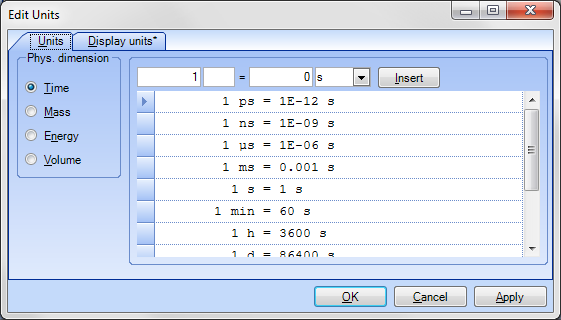 Edit Units
Units
Display units*
Phys. dimension
Time
Mass
Energy
Volume
1 = 0 s Insert
1 ps = 1E-12 s
1 ns = 1E-09 s
1 µs = 1E-06 s
1 ms = 0.001 s
1 s = 1 s
1 min = 60 s
1 h = 3600 s
1 d = 86400 s
OK
Cancel
Apply